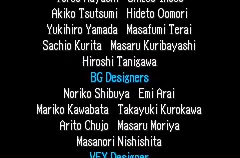 Akiko Tsutsumi Hideto Oomori
Yukihiro Yamada Masafumi Terai
Sachio Kurita Masaru Kuribayashi
Hiroshi Tanigawa
BG Designers
Noriko Shibuya Emi Arai
Mariko Kawabata Takayuki Kurokawa
Arito Chujo Masaru Moriya
Masanori Nishishita
VFX Designer